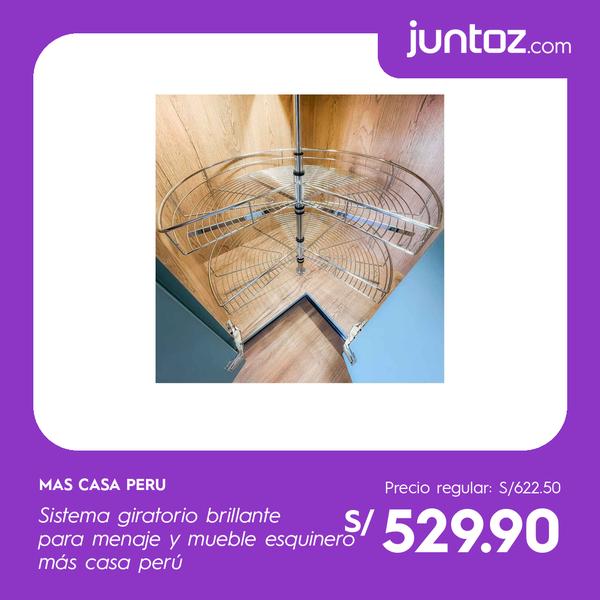 juntoz.com
MAS CASA PERU
Sistema giratorio brillante
para menaje y mueble esquinero
más casa perú
Precio regular: S/622.50
S/ 529.90